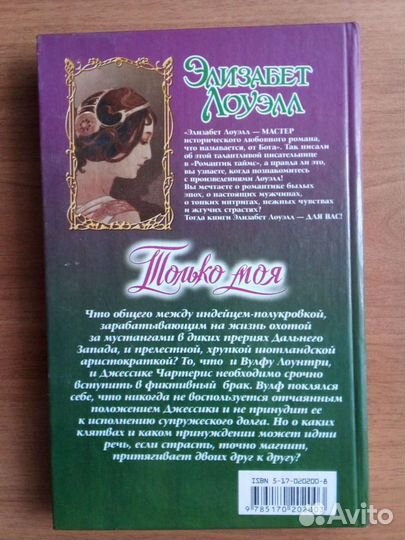 ЭЛИЗАБЕТ
ЛОУЭЛЛ
«Элизабет Лоуэлл — МАСТЕР
исторического любовного романа,
что называется, от Бога». Так писали
об этой талантливой писательнице
в «Романтик таймс», а правда ли это,
вы узнаете, когда познакомитесь
с произведениями Лоуэлл!
Вы мечтаете о романтике былых
эпох, о настоящих мужчинах,
о тонких интригах, нежных чувствах
и жгучих страстях?
Тогда книги Элизабет Лоуэлл — ДЛЯ ВАС!
Только моя
Что общего между индейцем-полукровкой,
зарабатывающим на жизнь охотой
за мустангами в диких прериях Дальнего
Запада, и прелестной, хрупкой шотландской
аристократкой? То, что и Вулфу Лоунтри,
и Джессике Чартерис необходимо срочно
вступить в фиктивный брак. Вулф поклялся
себе, что никогда не воспользуется отчаянным
положением Джессики и не принудит ее
к исполнению супружеского долга. Но о каких
клятвах и каком принуждении может идти
речь, если страсть, точно магнит,
притягивает двоих друг к другу?
ISBN 5-17-020200-8
9 785170 202003
Avito